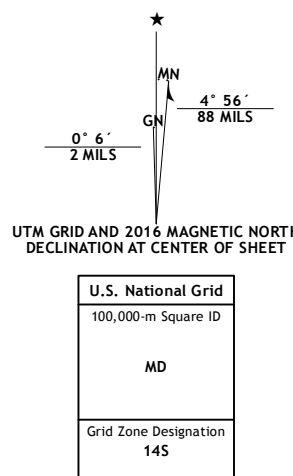 MN
GN
4° 56´
88 MILS
0° 6´
2 MILS
UTM GRID AND 2016 MAGNETIC NORTH
DECLINATION AT CENTER OF SHEET
U.S. National Grid
100,000-m Square ID
MD
Grid Zone Designation
14S